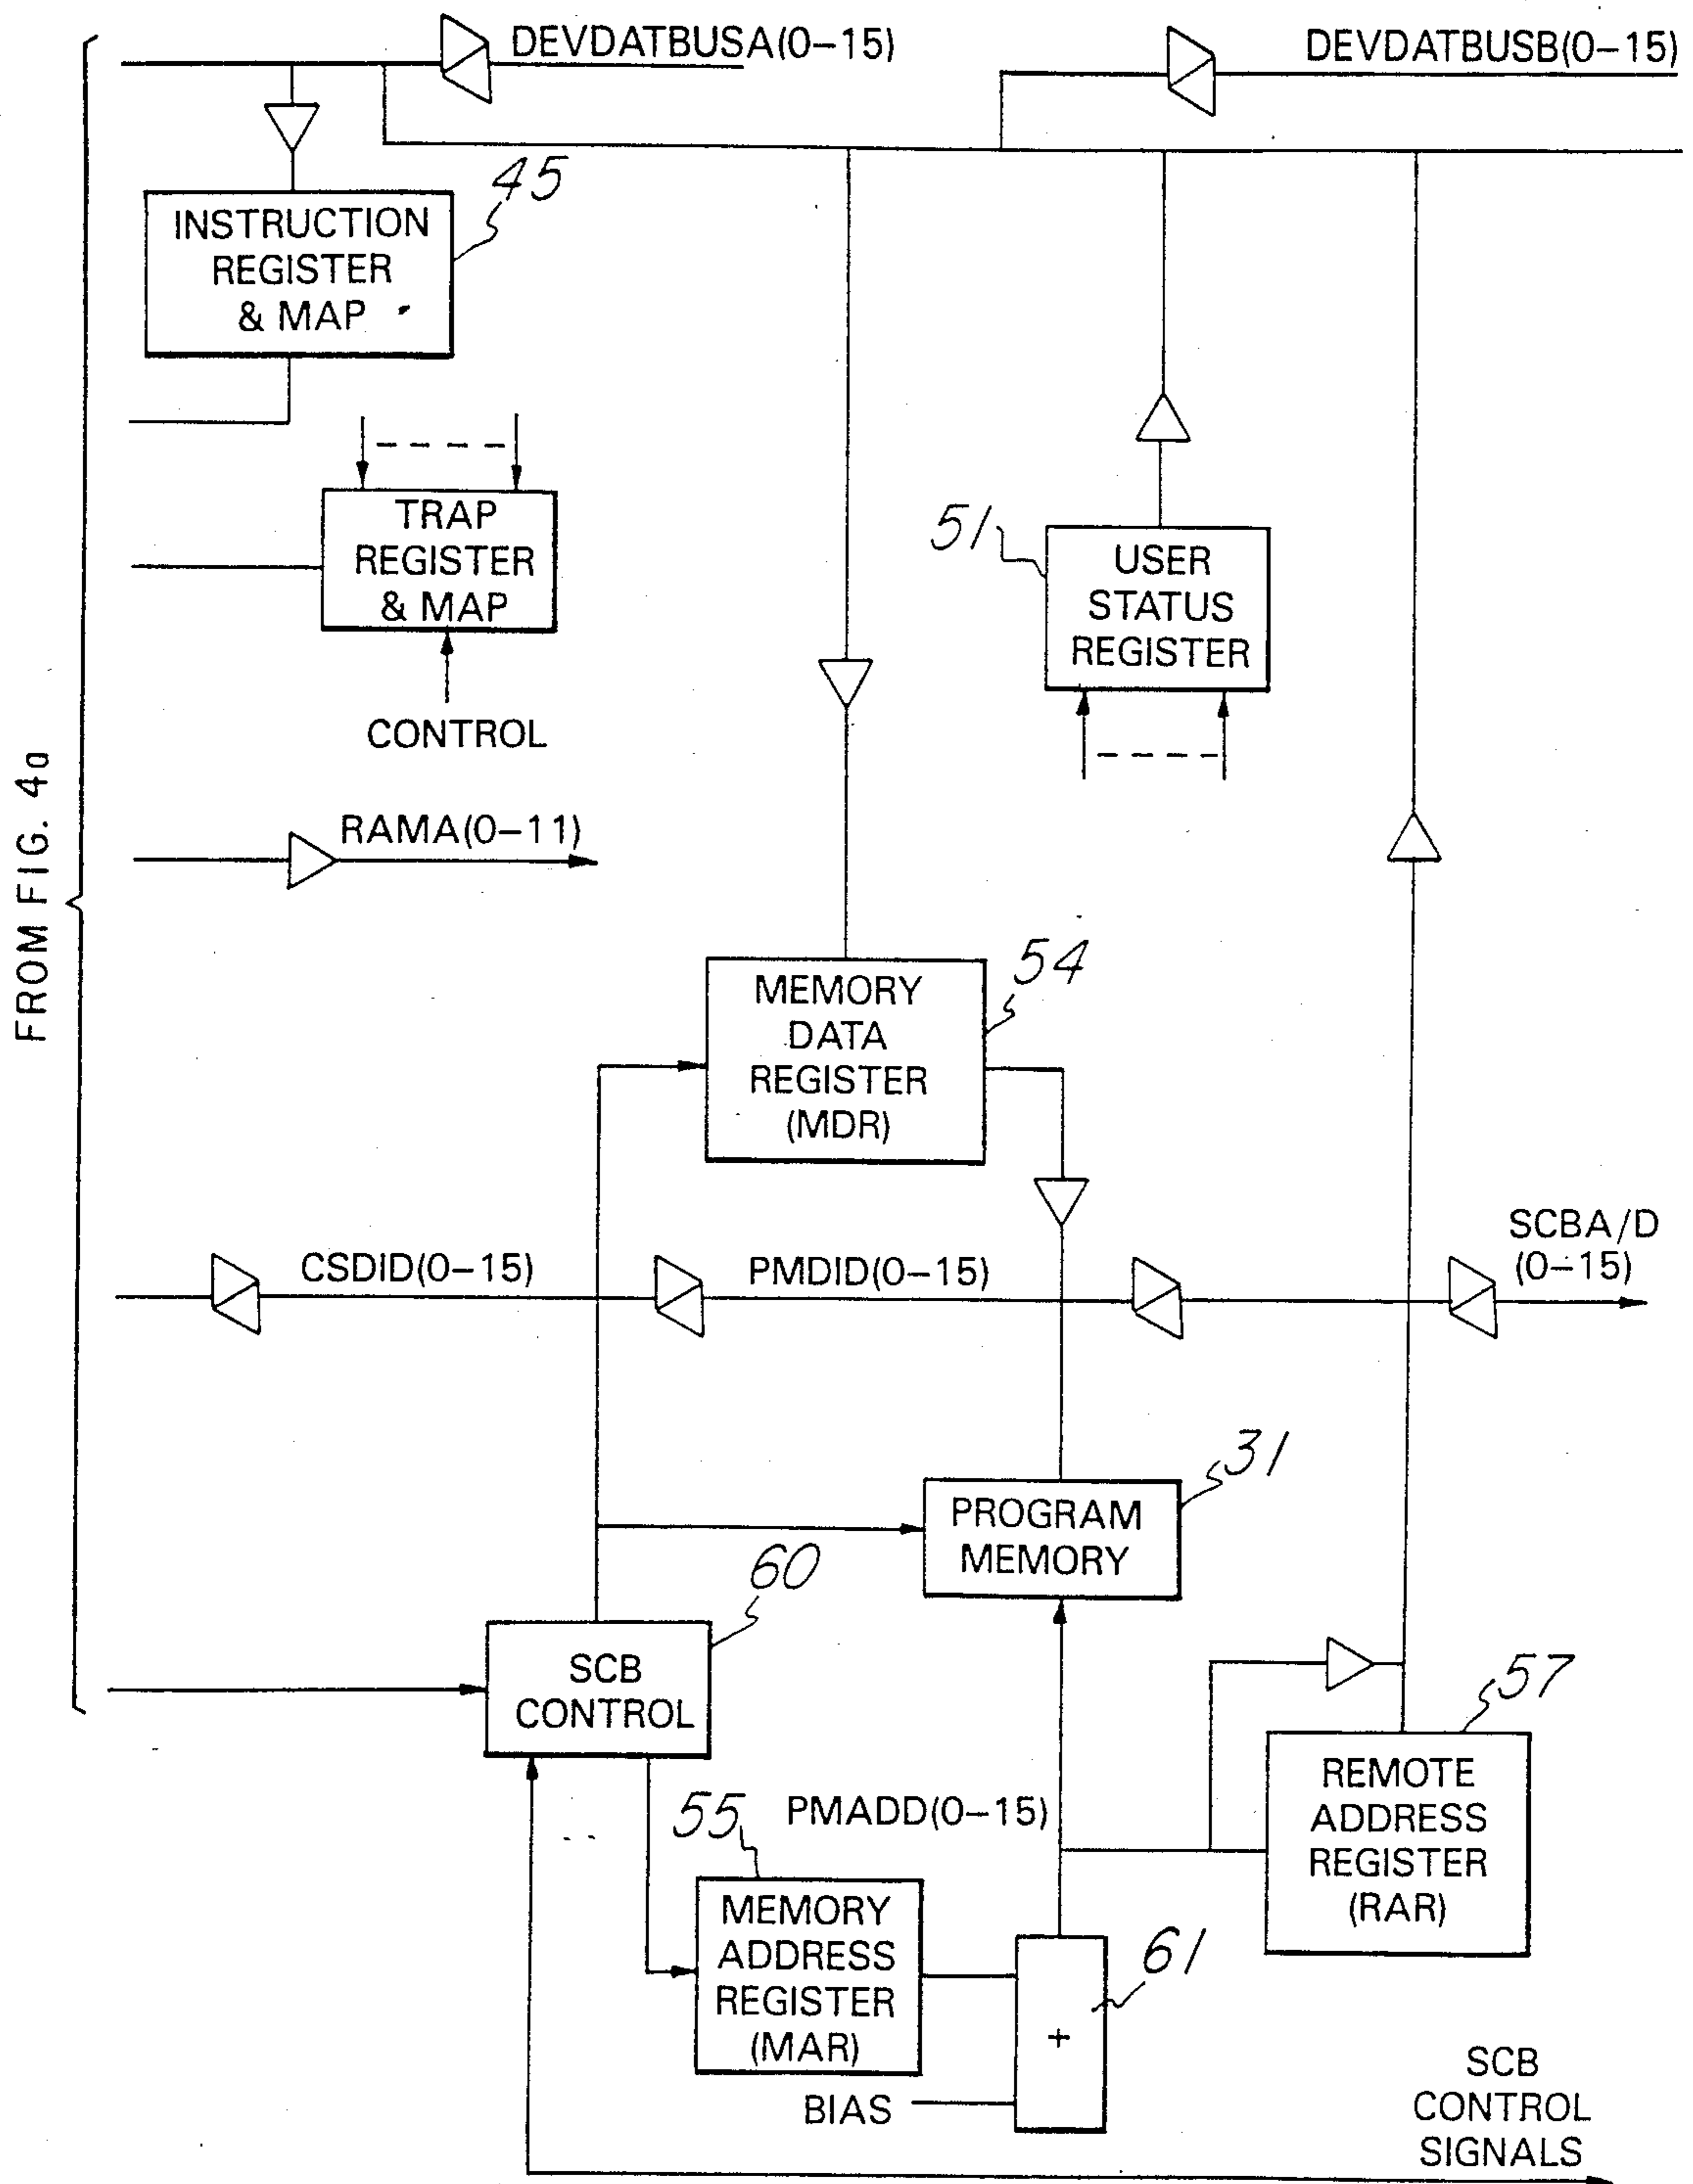 DEVDATBUSA(0-15)
DEVDATBUSB(0-15)
45
INSTRUCTION
REGISTER
& MAP
TRAP
REGISTER
& MAP
CONTROL
51
USER
STATUS
REGISTER
FROM FIG. 4a
RAMA(0-11)
54
MEMORY
DATA
REGISTER
(MDR)
CSDID(0-15)
PMDID(0-15)
SCBA/D
(0-15)
31
PROGRAM
MEMORY
60
SCB
CONTROL
57
REMOTE
ADDRESS
REGISTER
(RAR)
55
PMADD(0-15)
MEMORY
ADDRESS
REGISTER
(MAR)
61
+
BIAS
SCB
CONTROL
SIGNALS